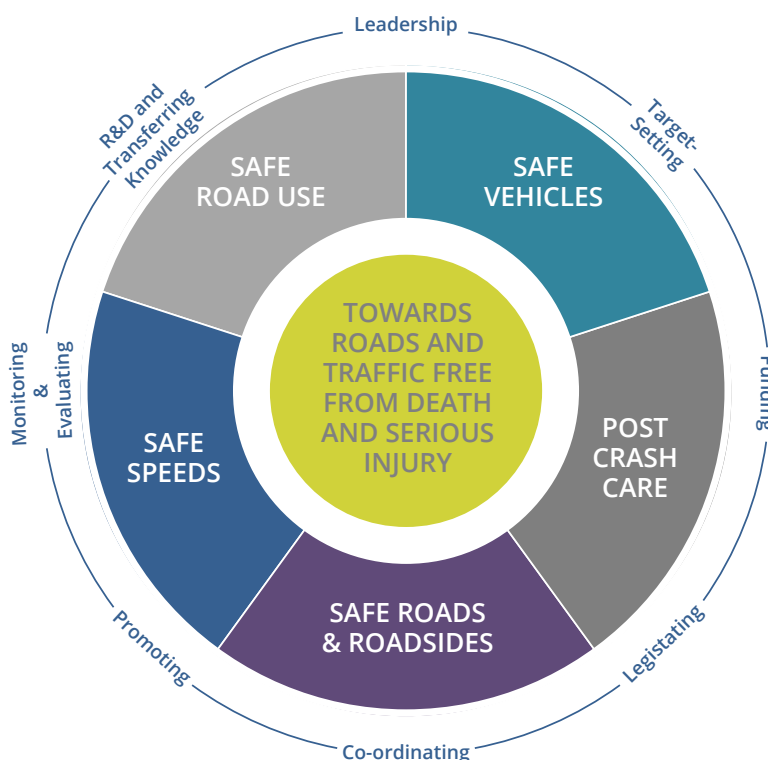 Leadership
R&D and
Transferring
Knowledge
Target-
Setting
SAFE
ROAD USE
SAFE
VEHICLES
TOWARDS
ROADS AND
TRAFFIC FREE
FROM DEATH
AND SERIOUS
INJURY
Monitoring
&
Evaluating
Funding
SAFE
SPEEDS
POST
CRASH
CARE
SAFE ROADS
& ROADSIDES
Promoting
Legistating
Co-ordinating